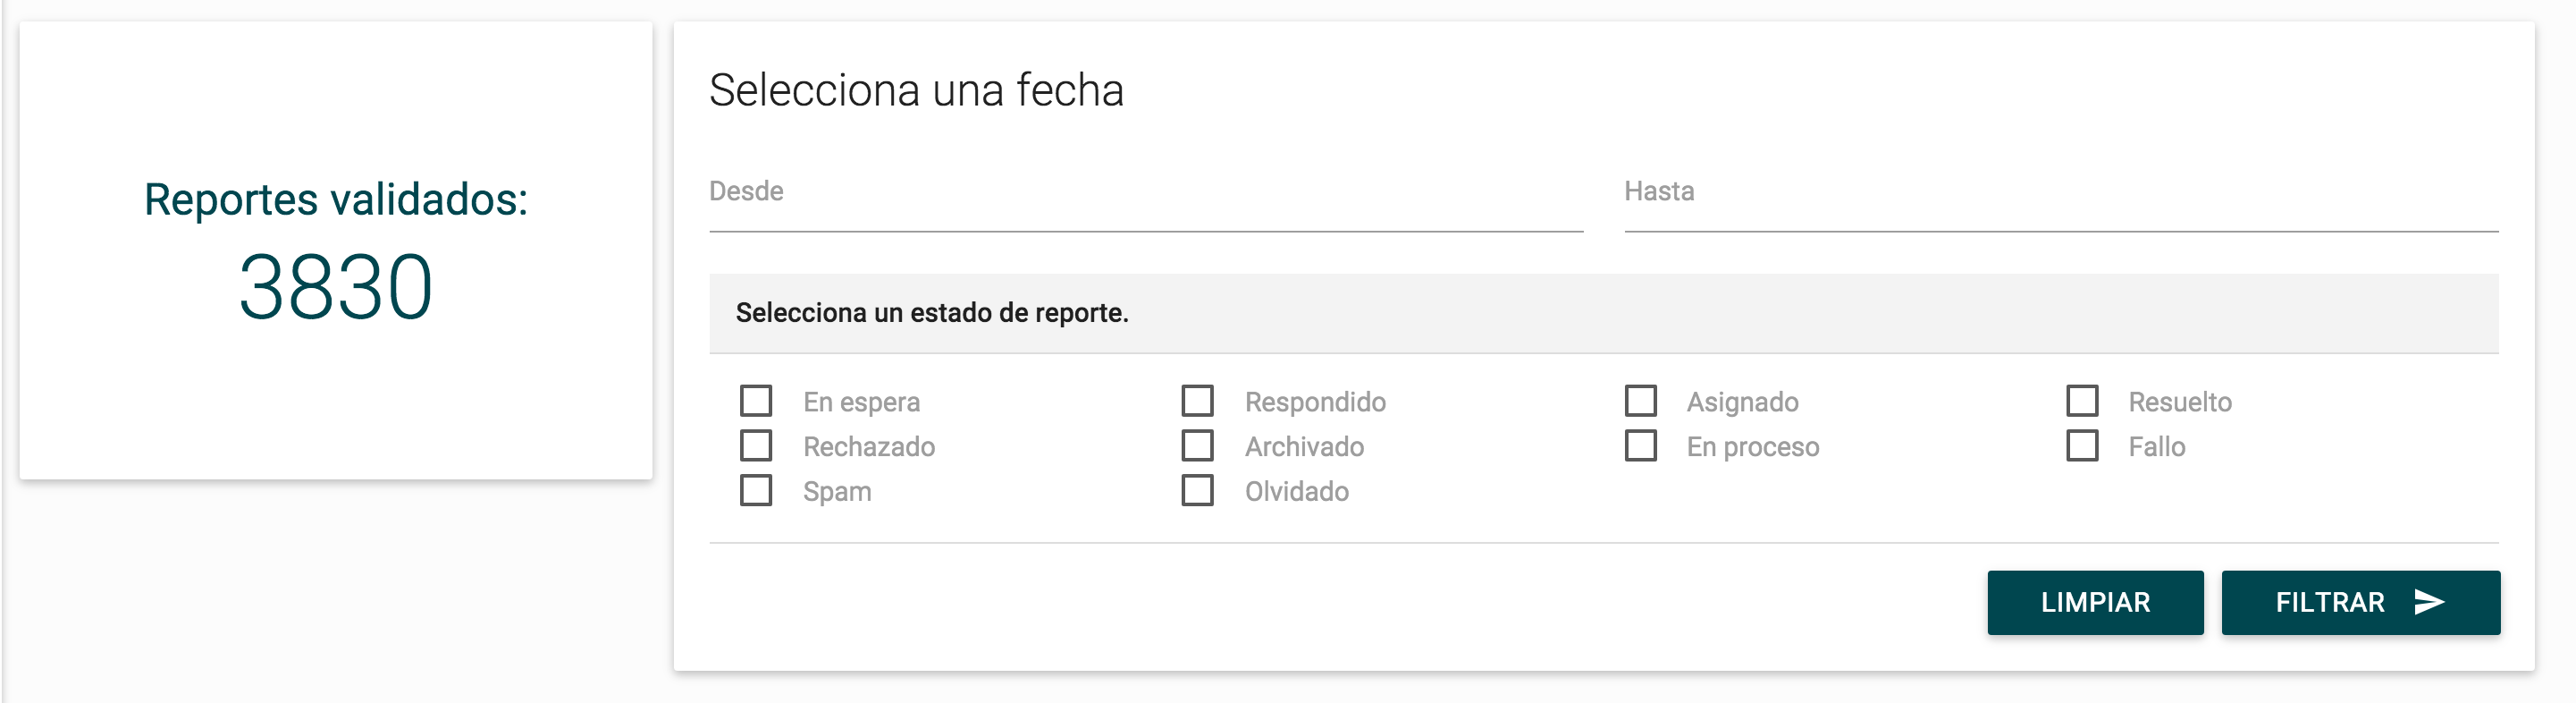 Reportes validados:
3830
Selecciona una fecha
Desde
Hasta
Selecciona un estado de reporte.
En espera
Respondido
Asignado
Resuelto
Rechazado
Archivado
En proceso
Fallo
Spam
Olvidado
LIMPIAR
FILTRAR